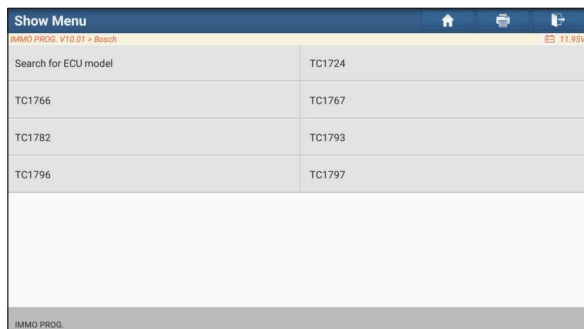 Show Menu
IMMO PROG. V10.01 > Bosch 11.95V
Search for ECU model TC1724
TC1766 TC1767
TC1782 TC1793
TC1796 TC1797
IMMO PROG.